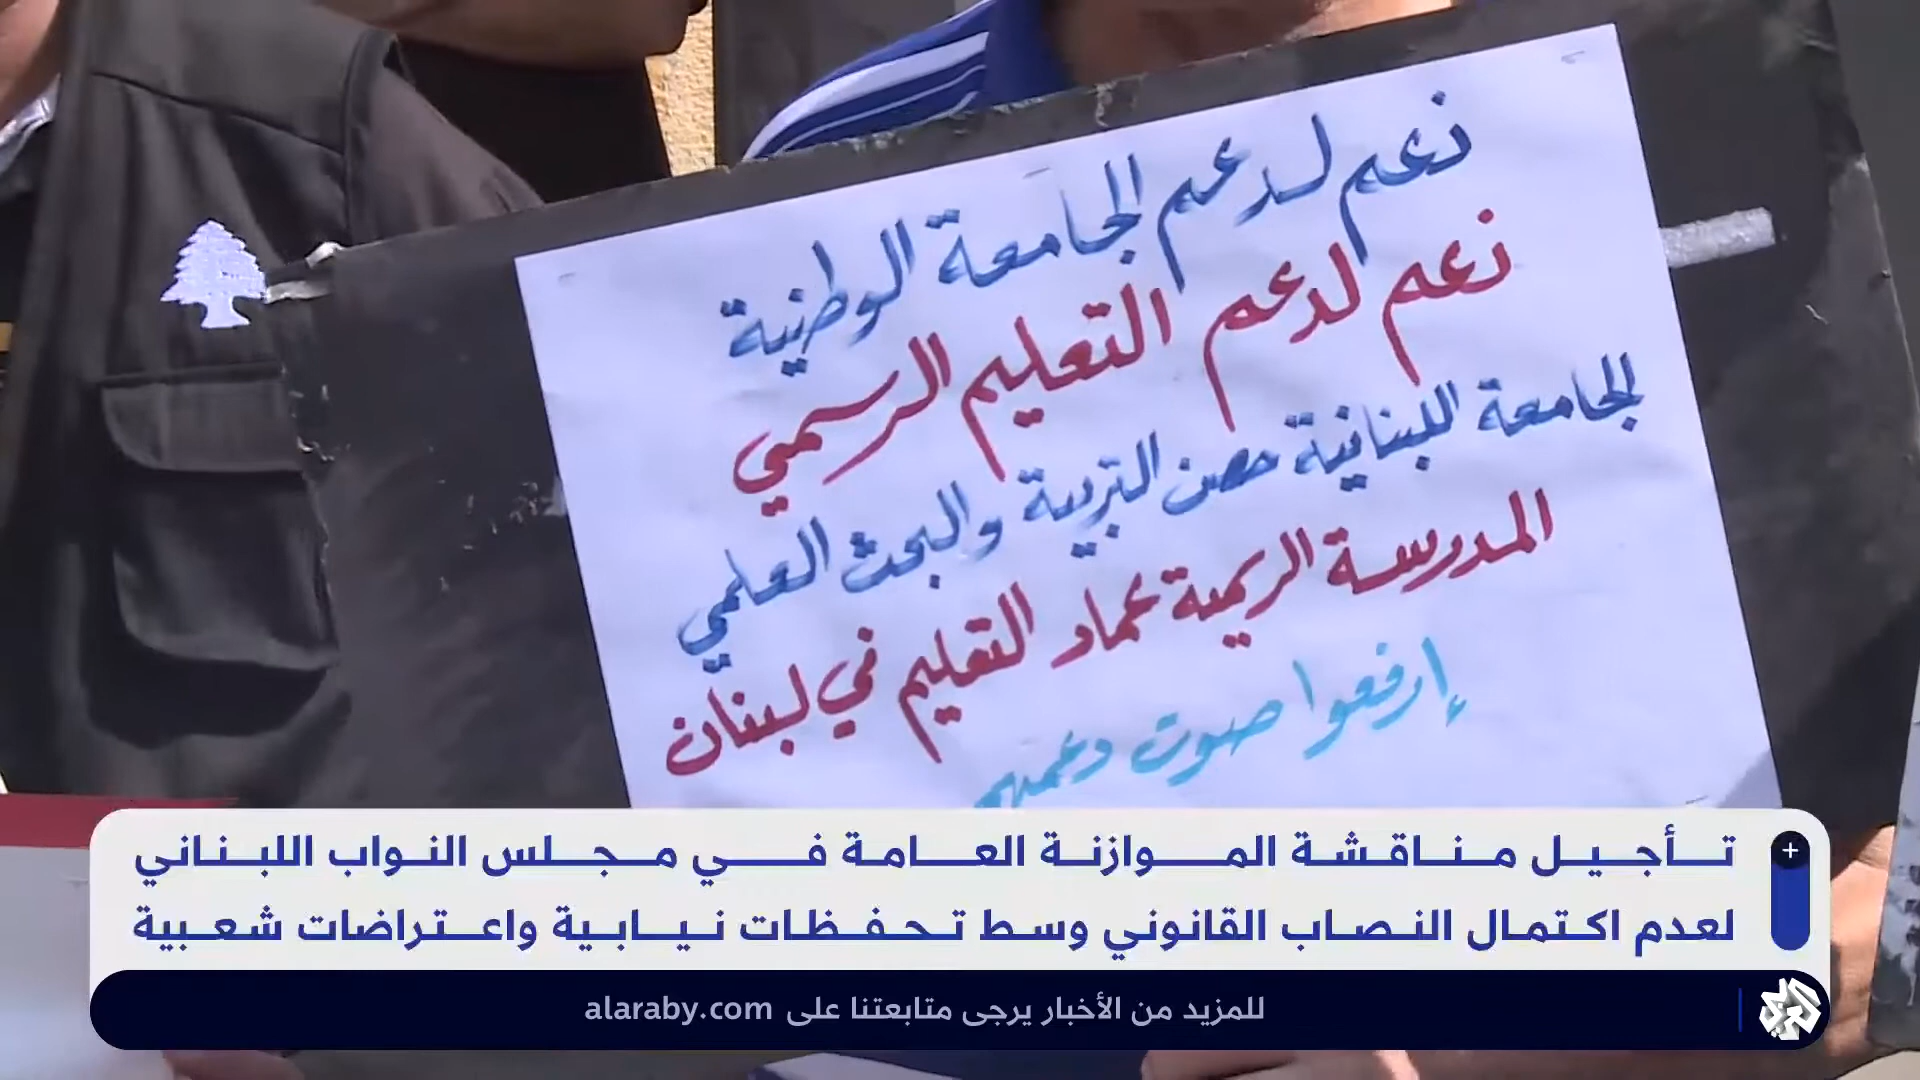 نعم لدعم الجامعة الوطنية
نعم لدعم التعليم الرسمي
الجامعة اللبنانية حصن التربية والبحث العلمي
المدرسة الرسمية عماد التعليم في لبنان
إرفعوا صوت
تأجيل مناقشة الموازنة العامة في مجلس النواب اللبناني
لعدم اكتمال النصاب القانوني وسط تحفظات نيابية واعتراضات شعبية
للمزيد من الأخبار يرجى متابعتنا على alaraby.com